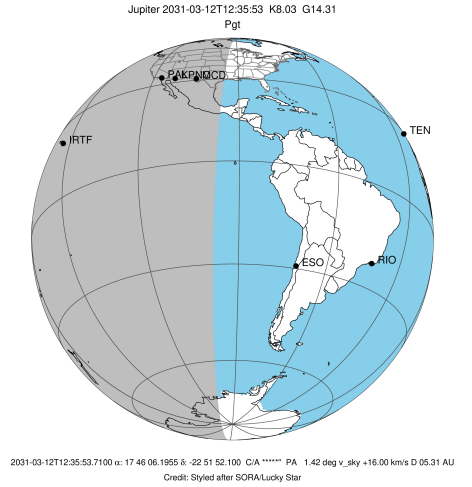 Jupiter 2031-03-12T12:35:53 K8.03 G14.31
Pgt
PAL
KPNO
MCD
IRTF
TEN
ESO
RIO
2031-03-12T12:35:53.7100 α: 17 46 06.1955 δ: -22 51 52.100 C/A *****" PA 1.42 deg v_sky +16.00 km/s D 05.31 AU
Credit: Styled after SORA/Lucky Star